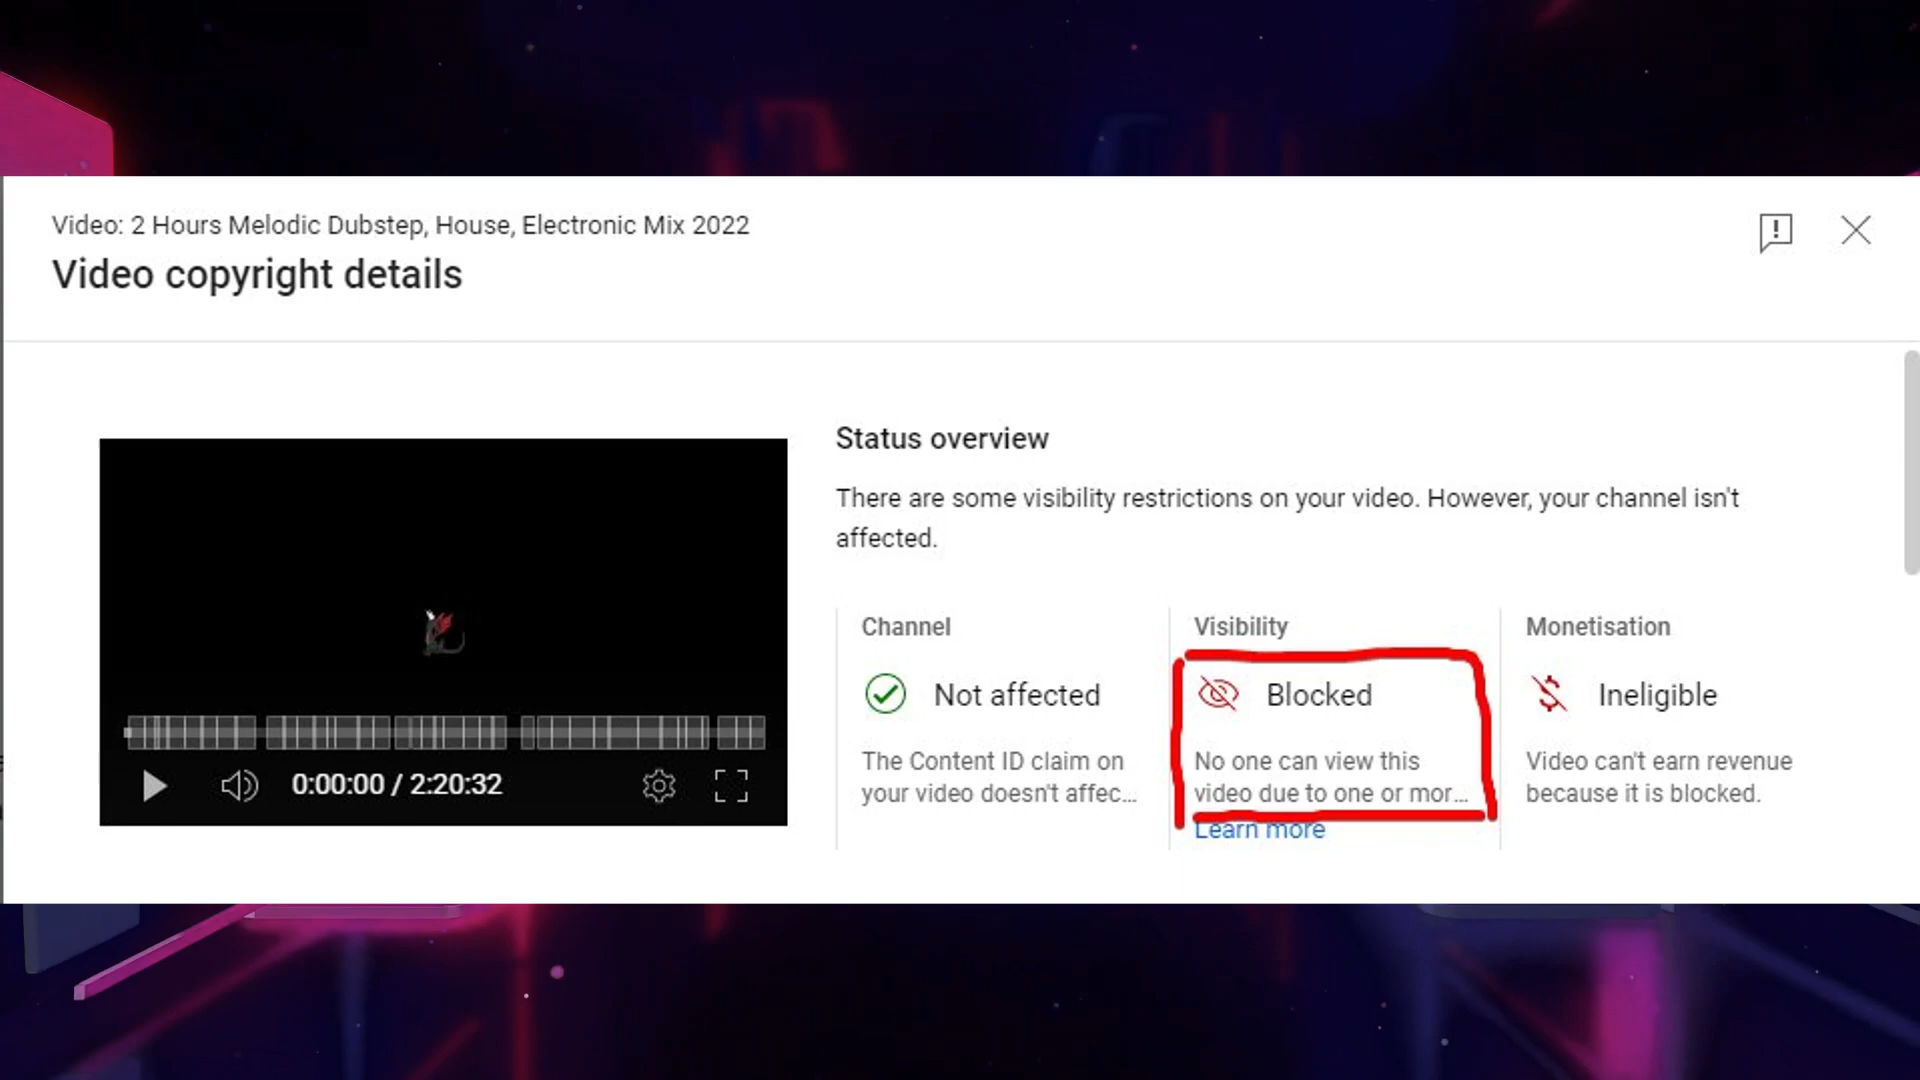 Video: 2 Hours Melodic Dubstep, House, Electronic Mix 2022
Video copyright details
Status overview
There are some visibility restrictions on your video. However, your channel isn't
affected.
Channel
Not affected
The Content ID claim on
your video doesn't affec...
Visibility
Blocked
No one can view this
video due to one or mor...
Learn more
Monetisation
Ineligible
Video can't earn revenue
because it is blocked.
0:00:00 / 2:20:32